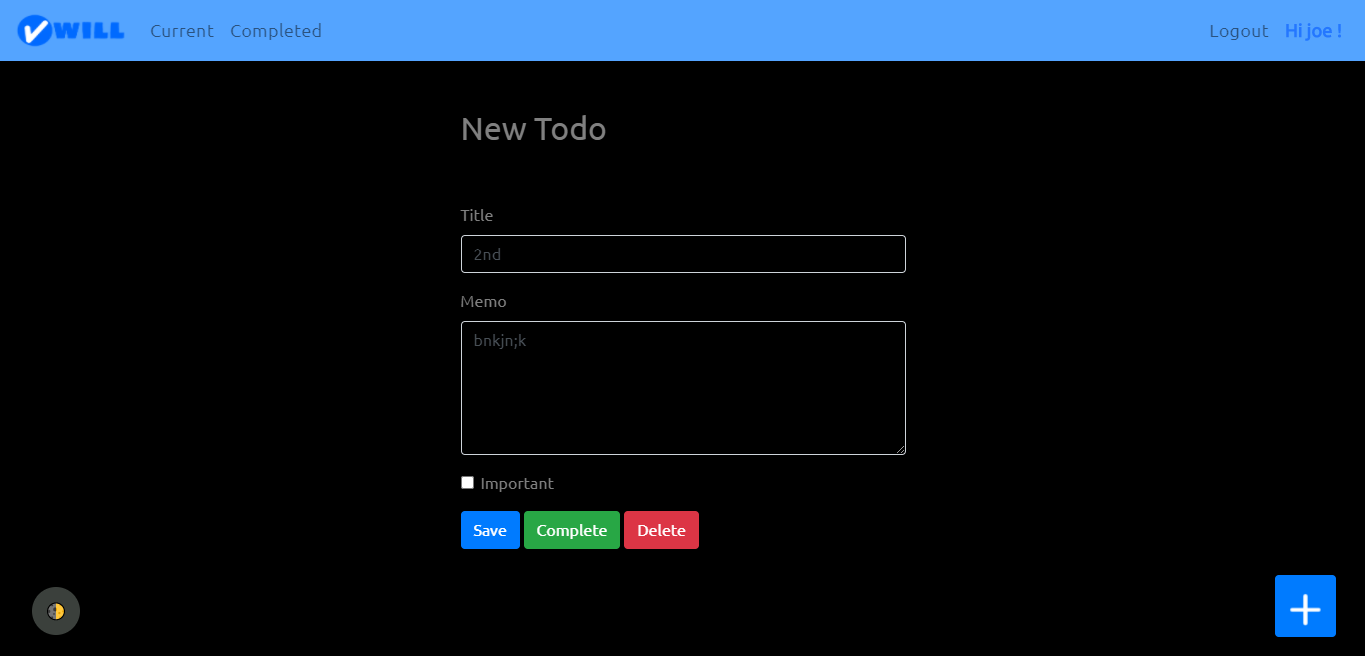 WILL Current Completed Logout Hi joe !
New Todo
Title
2nd
Memo
bnkjn;k
Important
Save Complete Delete